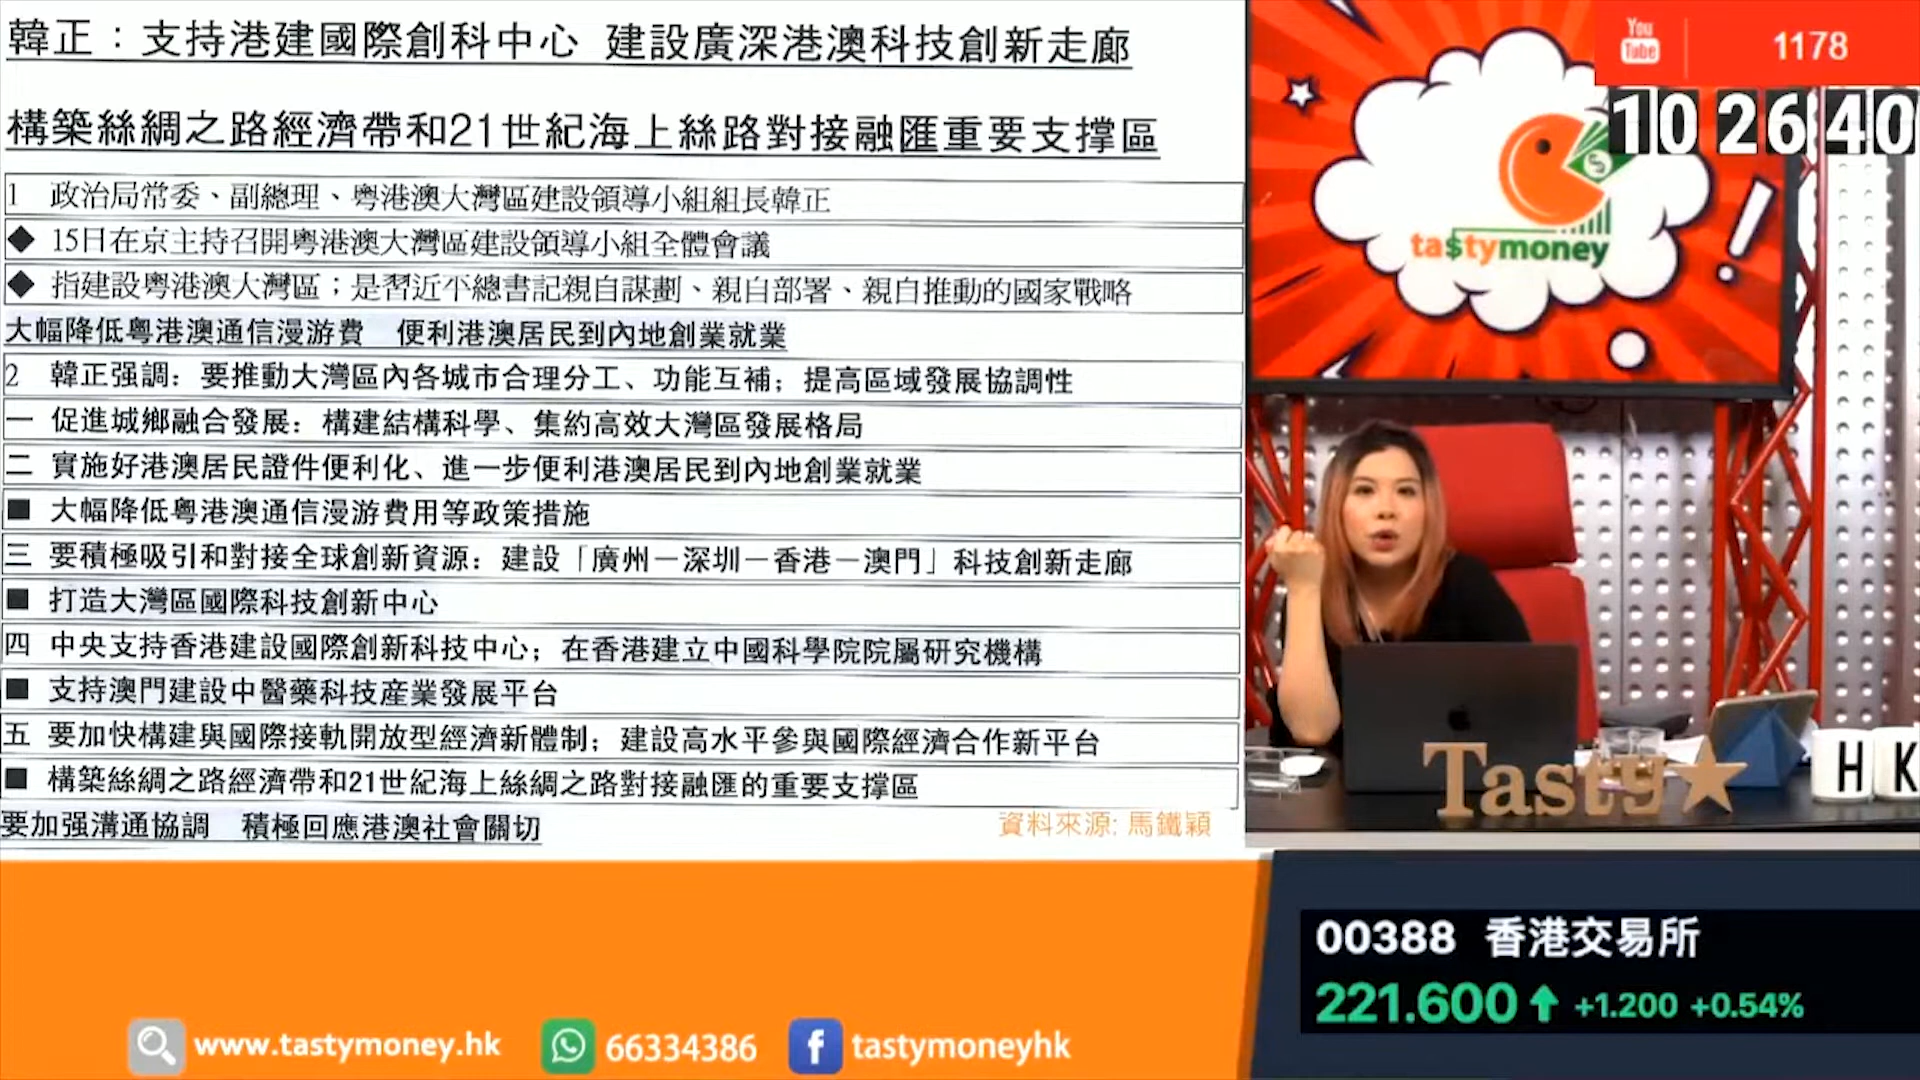 韓正：支持港建國際創科中心 建設廣深港澳科技創新走廊
構築絲綢之路經濟帶和21世紀海上絲路對接融匯重要支撐區
1 政治局常委、副總理、粵港澳大灣區建設領導小組組長韓正
◆ 15日在京主持召開粵港澳大灣區建設領導小組全體會議
◆ 指建設粵港澳大灣區；是習近平總書記親自謀劃、親自部署、親自推動的國家戰略
大幅降低粵港澳通信漫游費 便利港澳居民到內地創業就業
2 韓正强調：要推動大灣區內各城市合理分工、功能互補；提高區域發展協調性
一 促進城鄉融合發展：構建結構科學、集約高效大灣區發展格局
二 實施好港澳居民證件便利化、進一步便利港澳居民到內地創業就業
■ 大幅降低粵港澳通信漫游費用等政策措施
三 要積極吸引和對接全球創新資源：建設「廣州－深圳－香港－澳門」科技創新走廊
■ 打造大灣區國際科技創新中心
四 中央支持香港建設國際創新科技中心；在香港建立中國科學院院屬研究機構
■ 支持澳門建設中醫藥科技産業發展平台
五 要加快構建與國際接軌開放型經濟新體制；建設高水平參與國際經濟合作新平台
■ 構築絲綢之路經濟帶和21世紀海上絲綢之路對接融匯的重要支撐區
要加强溝通協調 積極回應港澳社會關切
資料來源: 馬鐵穎
You Tube 1178
10 26 40
ta$tymoney
Tasty★
H K
00388 香港交易所
221.600 +1.200 +0.54%
www.tastymoney.hk 66334386 tastymoneyhk